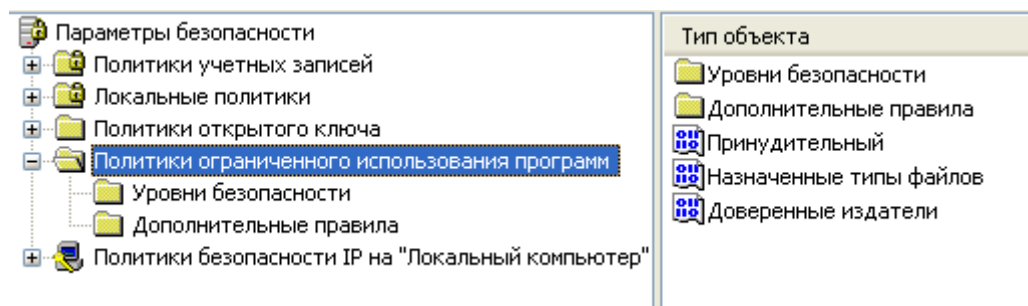 Параметры безопасности
Политики учетных записей
Локальные политики
Политики открытого ключа
Политики ограниченного использования программ
Уровни безопасности
Дополнительные правила
Политики безопасности IP на "Локальный компьютер"
Тип объекта
Уровни безопасности
Дополнительные правила
Принудительный
Назначенные типы файлов
Доверенные издатели